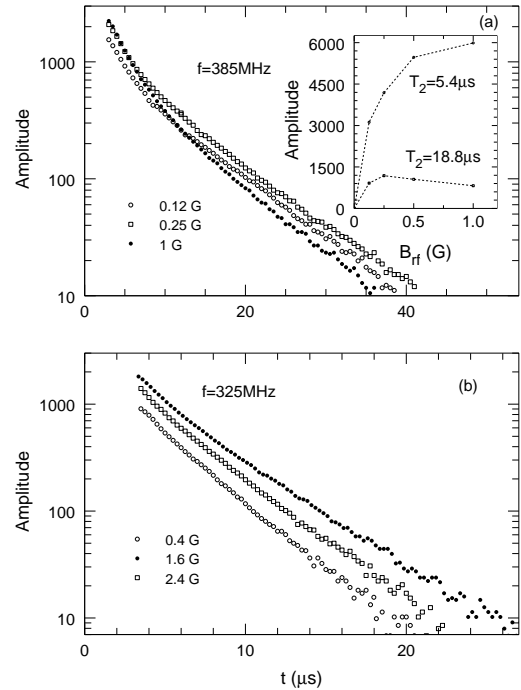 (a)
f=385MHz
1000
100
10
Amplitude
0.12 G
0.25 G
1 G
0 20 40
6000
4500
3000
1500
0
Amplitude
T2=5.4μs
T2=18.8μs
0 0.5 1.0
Brf (G)
(b)
f=325MHz
1000
100
10
Amplitude
0.4 G
1.6 G
2.4 G
0 10 20
t (μs)